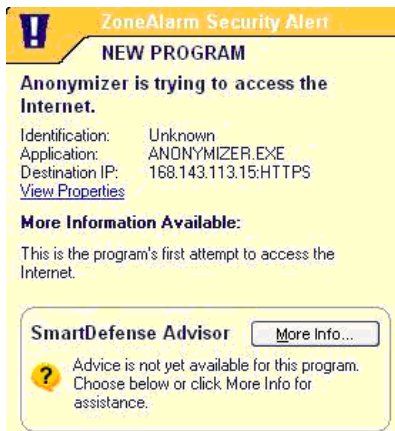 ZoneAlarm Security Alert
NEW PROGRAM
Anonymizer is trying to access the
Internet.
Identification: Unknown
Application: ANONYMIZER.EXE
Destination IP: 168.143.113.15:HTTPS
View Properties
More Information Available:
This is the program's first attempt to access the
Internet.
SmartDefense Advisor More Info...
Advice is not yet available for this program.
Choose below or click More Info for
assistance.